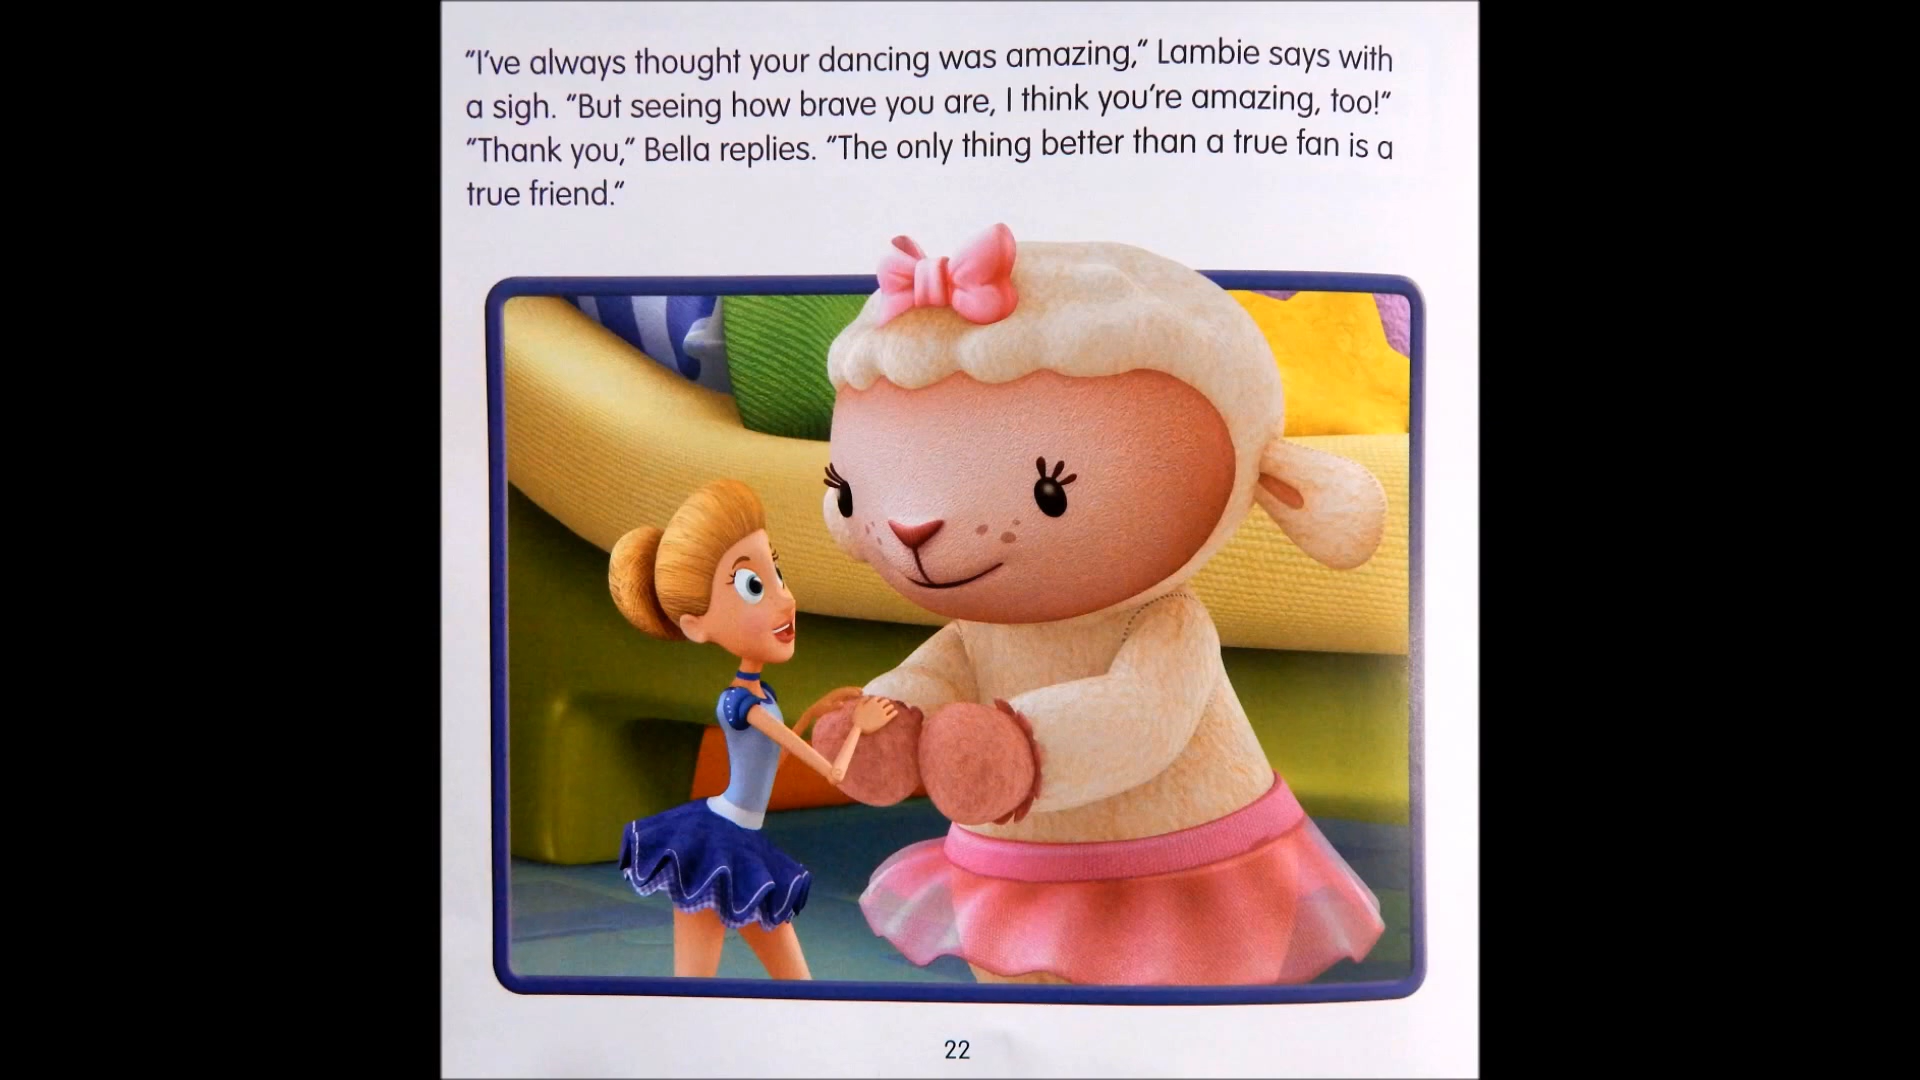 “I’ve always thought your dancing was amazing,” Lambie says with
a sigh. “But seeing how brave you are, I think you’re amazing, too!”
“Thank you,” Bella replies. “The only thing better than a true fan is a
true friend.”
22